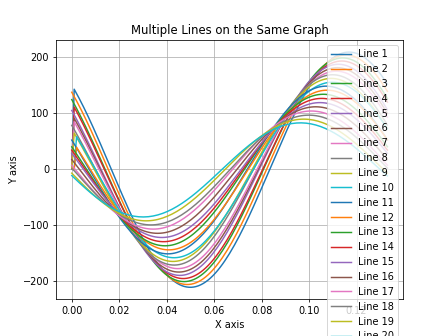 Multiple Lines on the Same Graph
Y axis
200
100
0
−100
−200
0.00 0.02 0.04 0.06 0.08 0.10
X axis
Line 1
Line 2
Line 3
Line 4
Line 5
Line 6
Line 7
Line 8
Line 9
Line 10
Line 11
Line 12
Line 13
Line 14
Line 15
Line 16
Line 17
Line 18
Line 19
Line 20